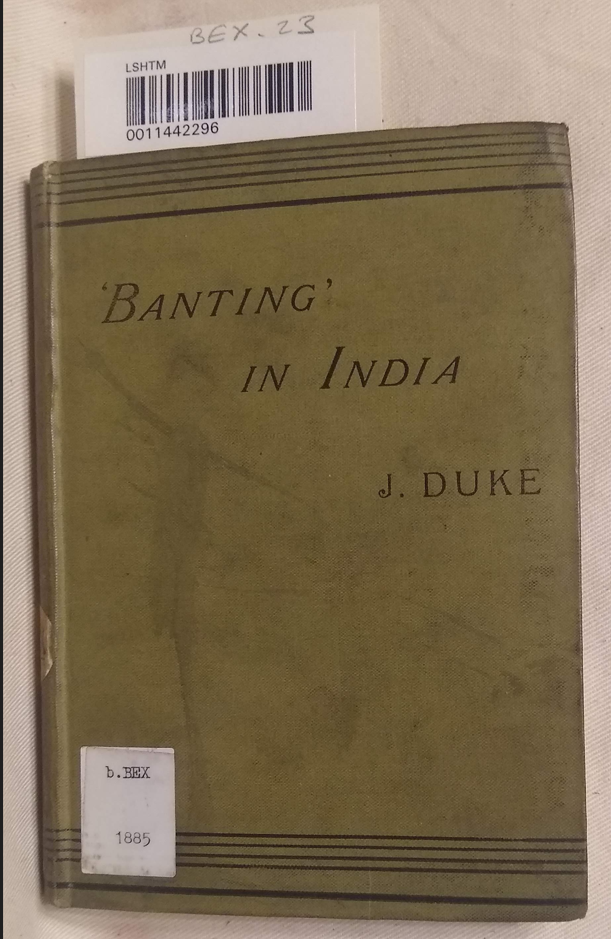 BEX. 23
LSHTM
0011442296
‘BANTING’
IN INDIA
J. DUKE
b.BEX
1885